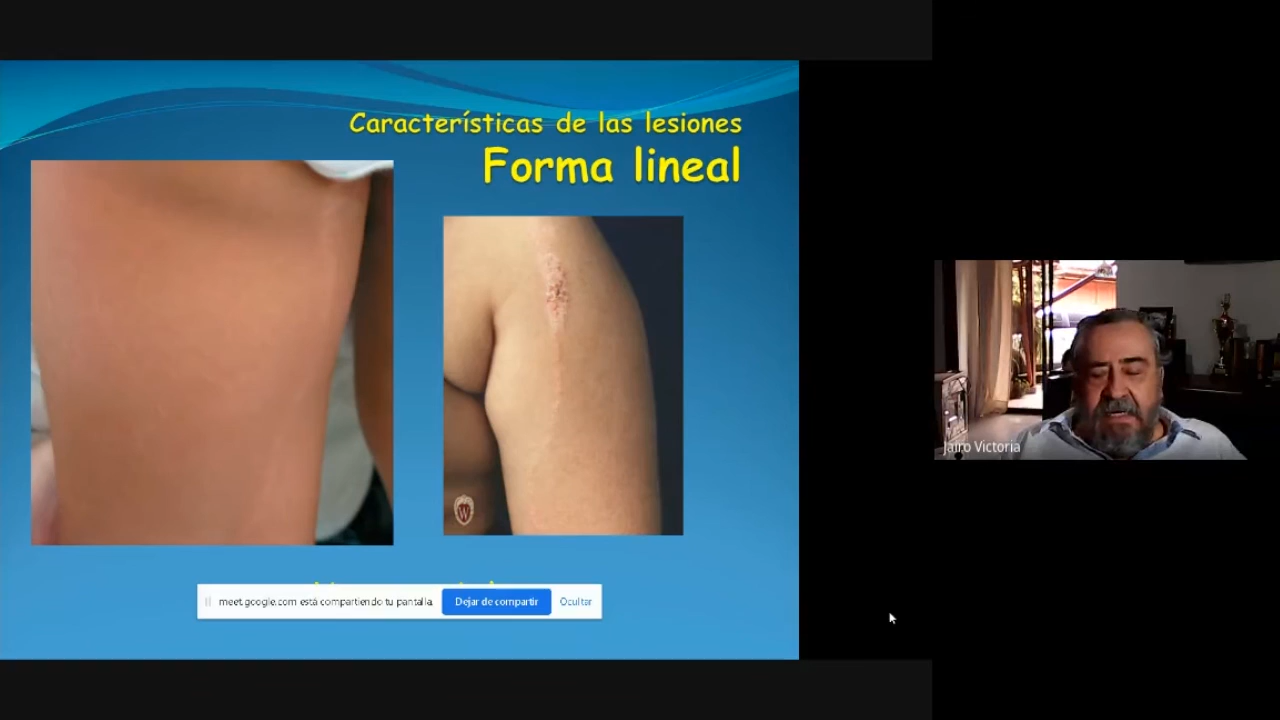 Características de las lesiones
Forma lineal
W
meet.google.com está compartiendo tu pantalla.
Dejar de compartir
Ocultar
Jairo Victoria